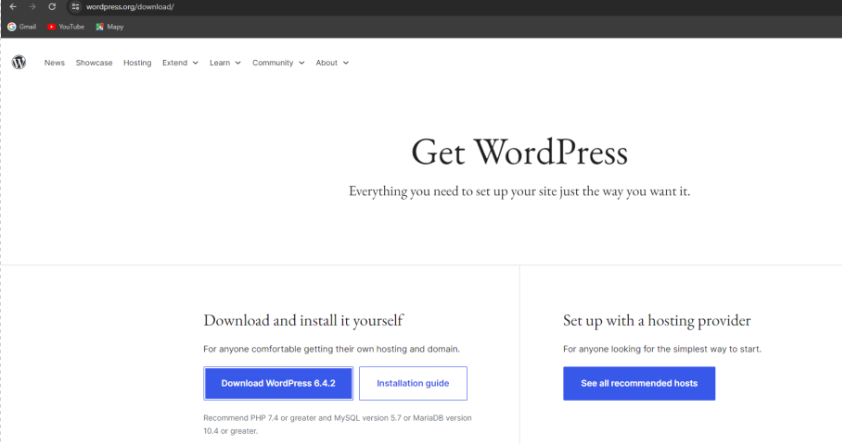 wordpress.org/download/
Gmail YouTube Mapy
News Showcase Hosting Extend Learn Community About
Get WordPress
Everything you need to set up your site just the way you want it.
Download and install it yourself
For anyone comfortable getting their own hosting and domain.
Download WordPress 6.4.2 Installation guide
Recommend PHP 7.4 or greater and MySQL version 5.7 or MariaDB version
10.4 or greater.
Set up with a hosting provider
For anyone looking for the simplest way to start.
See all recommended hosts